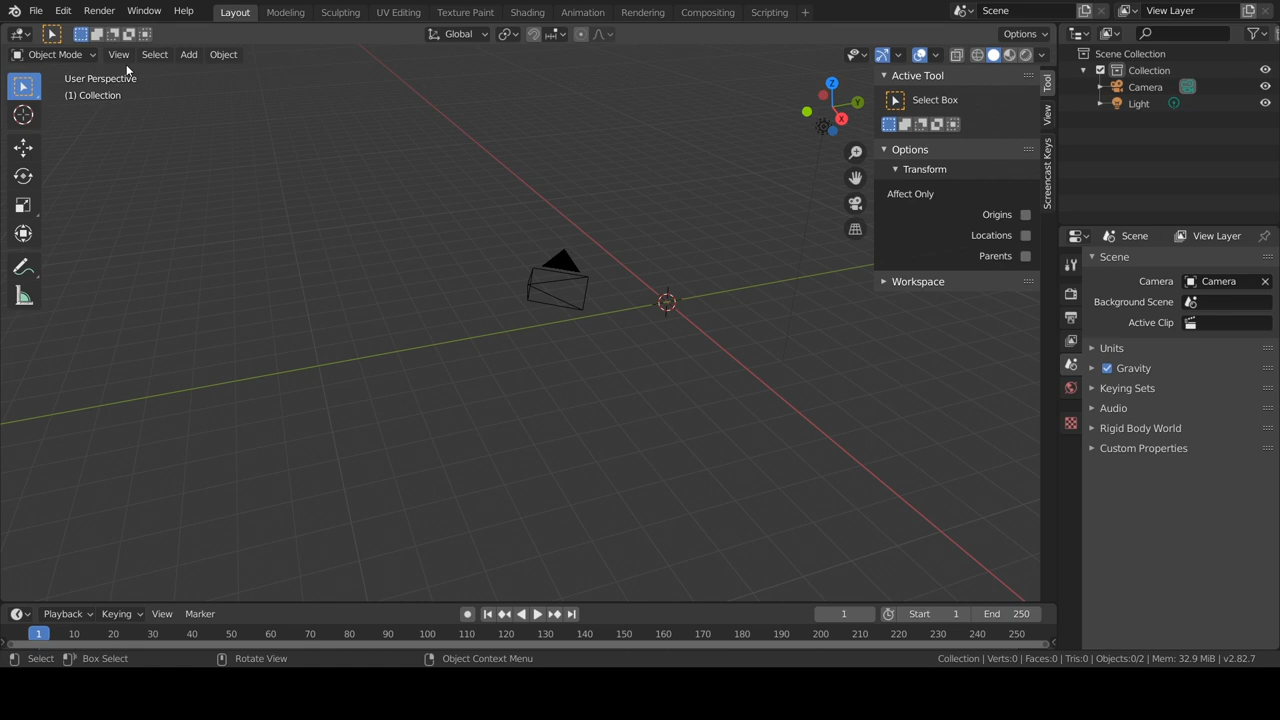 File Edit Render Window Help Layout Modeling Sculpting UV Editing Texture Paint Shading Animation Rendering Compositing Scripting + Scene View Layer
Global Options
Object Mode View Select Add Object
User Perspective
(1) Collection
Z
Y
X
Active Tool
Select Box
Options
Transform
Affect Only
Origins
Locations
Parents
Workspace
Tool
View
Screencast Keys
Scene Collection
Collection
Camera
Light
Scene View Layer
Scene
Camera Camera
Background Scene
Active Clip
Units
Gravity
Keying Sets
Audio
Rigid Body World
Custom Properties
Playback Keying View Marker 1 Start 1 End 250
1 10 20 30 40 50 60 70 80 90 100 110 120 130 140 150 160 170 180 190 200 210 220 230 240 250
Select Box Select Rotate View Object Context Menu Collection | Verts:0 | Faces:0 | Tris:0 | Objects:0/2 | Mem: 32.9 MiB | v2.82.7